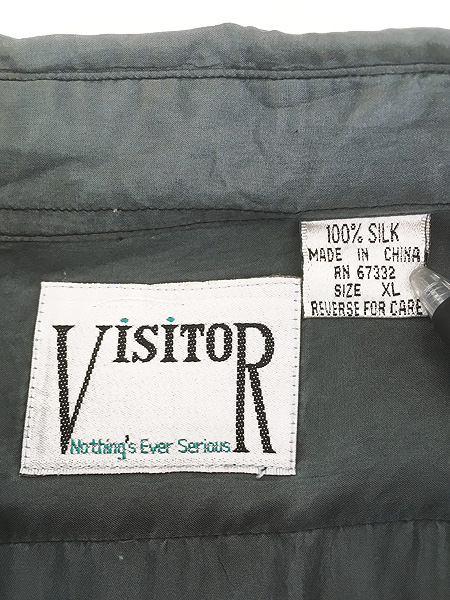 100% SILK
MADE IN CHINA
RN 67332
SIZE XL
REVERSE FOR CARE
VISITOR
Nothing's Ever Serious